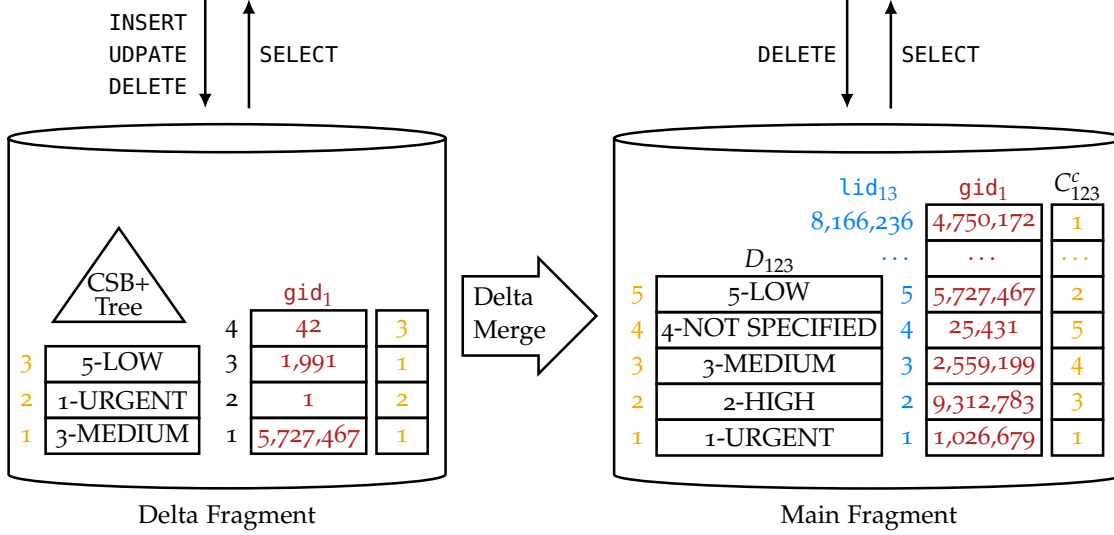 INSERT
UDPATE
DELETE
SELECT
CSB+
Tree
gid1
4 42 3
3 5-LOW 3 1,991 1
2 1-URGENT 2 1 2
1 3-MEDIUM 1 5,727,467 1
Delta Fragment
Delta
Merge
DELETE
SELECT
lid13 gid1 C^c_123
8,166,236 4,750,172 1
D123 ... ... ...
5 5-LOW 5 5,727,467 2
4 4-NOT SPECIFIED 4 25,431 5
3 3-MEDIUM 3 2,559,199 4
2 2-HIGH 2 9,312,783 3
1 1-URGENT 1 1,026,679 1
Main Fragment